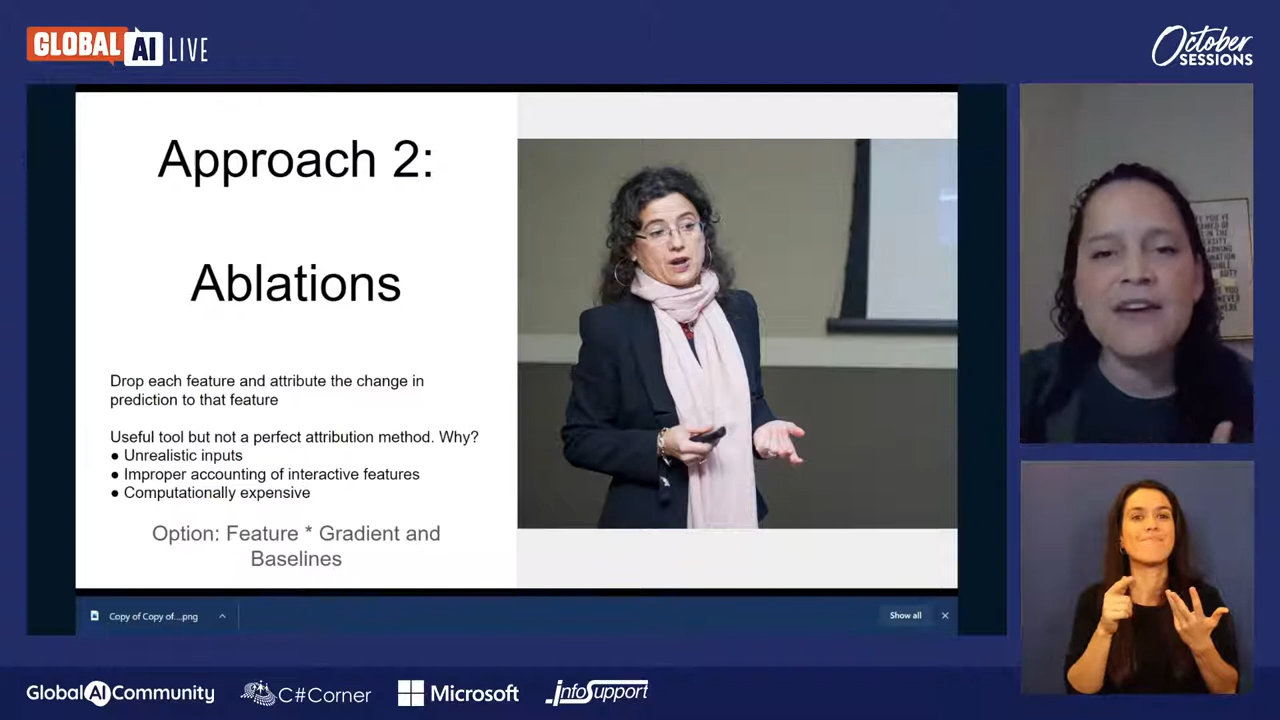 GLOBAL AI LIVE
October
SESSIONS
Approach 2:
Ablations
Drop each feature and attribute the change in
prediction to that feature
Useful tool but not a perfect attribution method. Why?
● Unrealistic inputs
● Improper accounting of interactive features
● Computationally expensive
Option: Feature * Gradient and
Baselines
Copy of Copy of....png
Show all
Global AI Community
C#Corner
Microsoft
InfoSupport